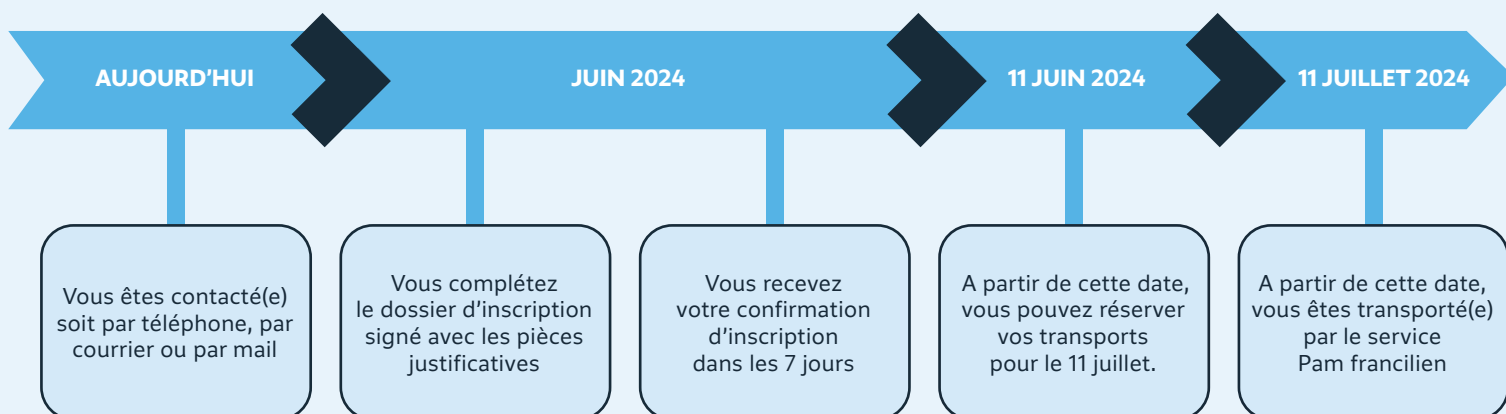 AUJOURD'HUI
JUIN 2024
11 JUIN 2024
11 JUILLET 2024
Vous êtes contacté(e)
soit par téléphone, par
courrier ou par mail
Vous complétez
le dossier d'inscription
signé avec les pièces
justificatives
Vous recevez
votre confirmation
d'inscription
dans les 7 jours
A partir de cette date,
vous pouvez réserver
vos transports
pour le 11 juillet.
A partir de cette date,
vous êtes transporté(e)
par le service
Pam francilien